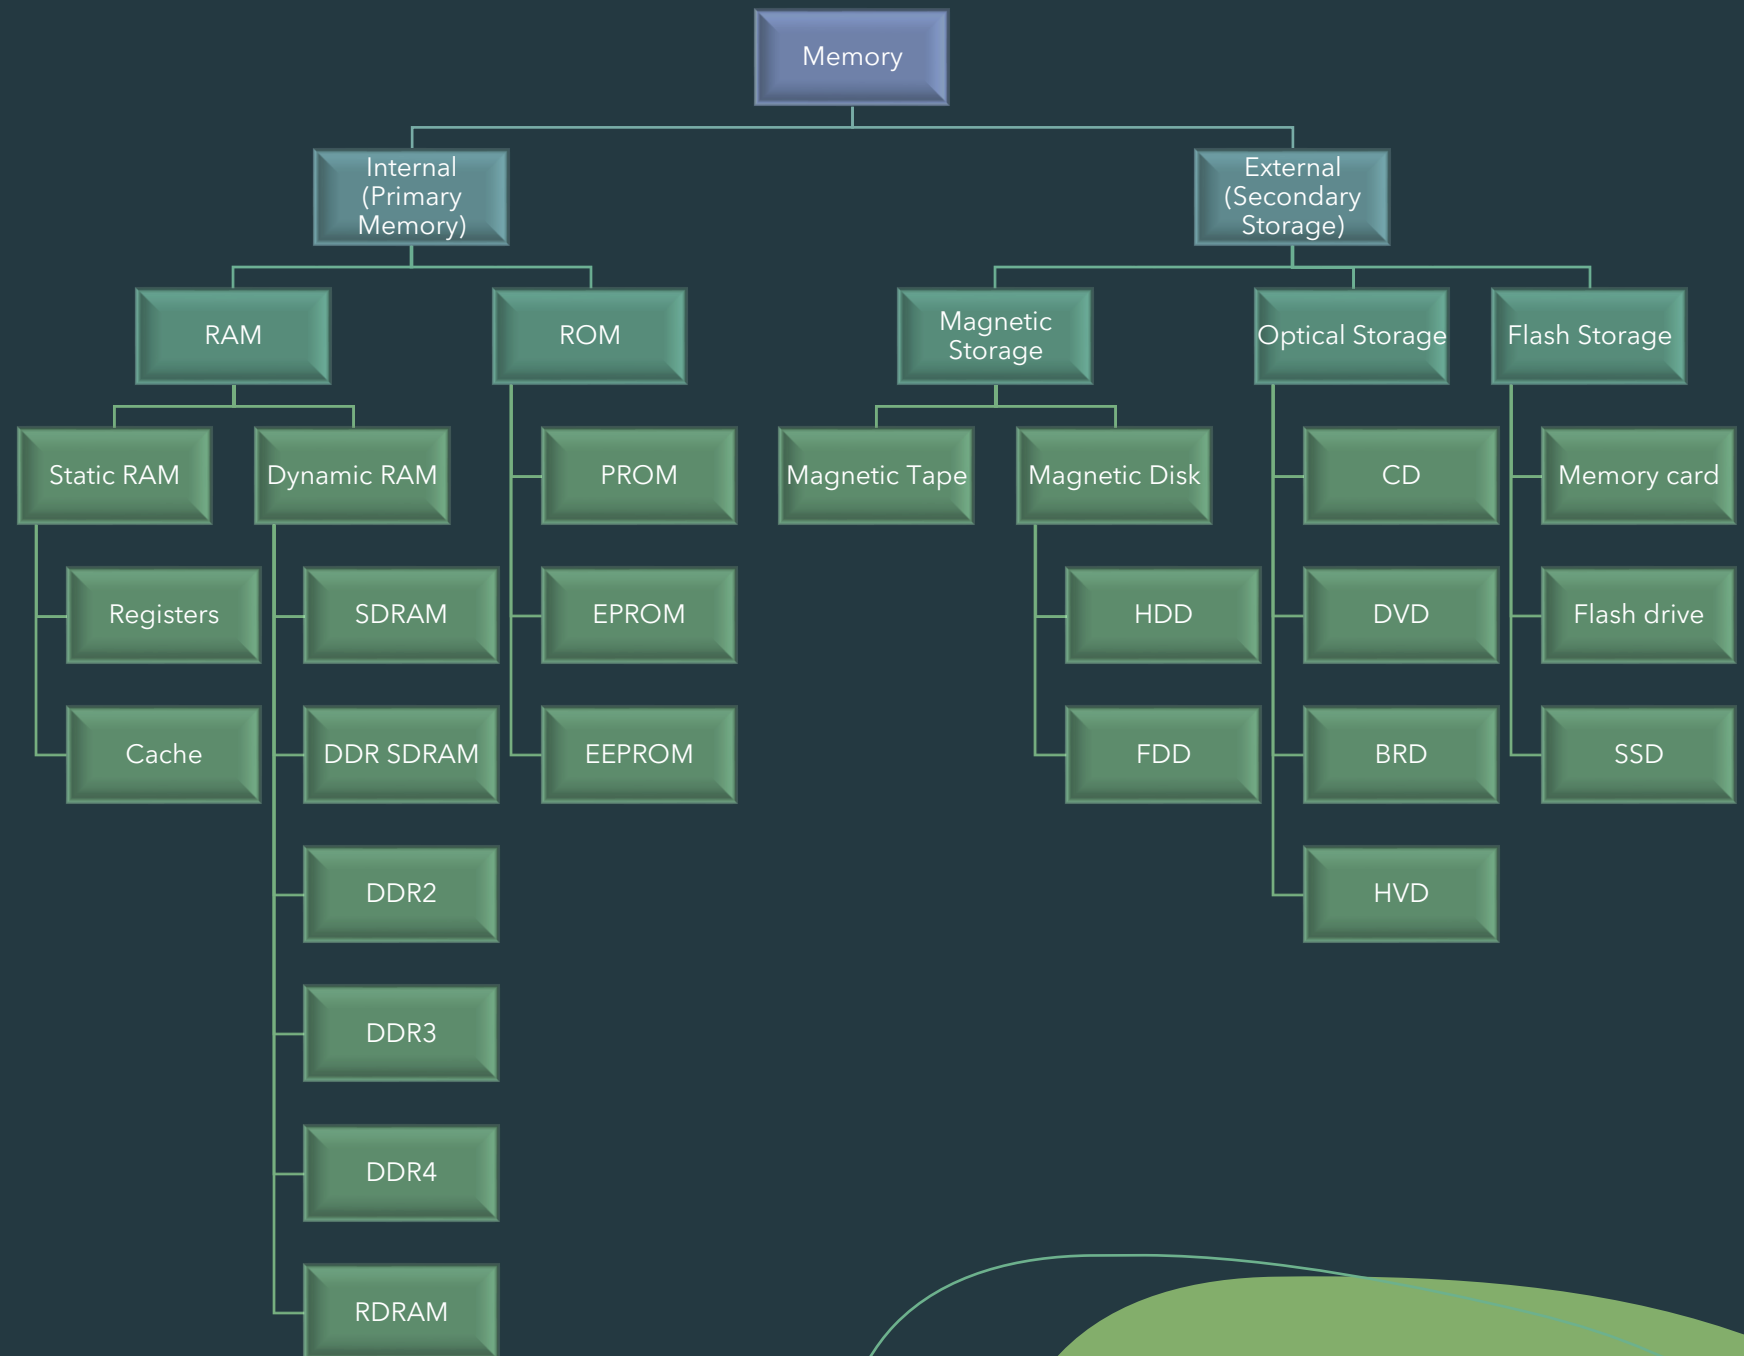 Memory
Internal
(Primary
Memory)
External
(Secondary
Storage)
RAM
ROM
Magnetic
Storage
Optical Storage
Flash Storage
Static RAM
Dynamic RAM
PROM
Magnetic Tape
Magnetic Disk
CD
Memory card
Registers
SDRAM
EPROM
HDD
DVD
Flash drive
Cache
DDR SDRAM
EEPROM
FDD
BRD
SSD
DDR2
HVD
DDR3
DDR4
RDRAM